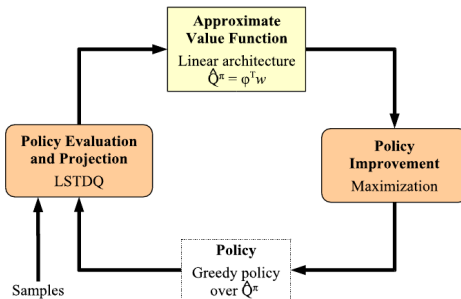 Approximate
Value Function
Linear architecture
Q̂^π = φ^T w
Policy Evaluation
and Projection
LSTDQ
Policy
Improvement
Maximization
Policy
Greedy policy
over Q̂^π
Samples